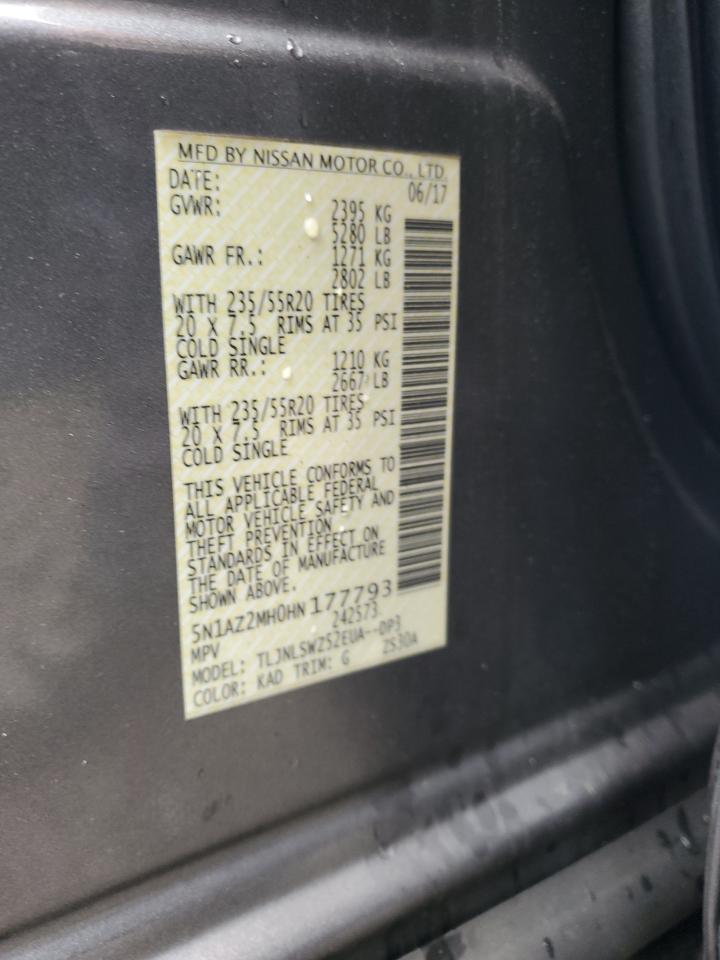 MFD BY NISSAN MOTOR CO., LTD
DATE: 06/17
GVWR: 2395 KG
5280 LB
GAWR FR.: 1271 KG
2802 LB
WITH 235/55R20 TIRES
20 X 7.5 RIMS AT 35 PSI
COLD SINGLE
GAWR RR.: 1210 KG
2667 LB
WITH 235/55R20 TIRES
20 X 7.5 RIMS AT 35 PSI
COLD SINGLE
THIS VEHICLE CONFORMS TO
ALL APPLICABLE FEDERAL
MOTOR VEHICLE SAFETY AND
THEFT PREVENTION
STANDARDS IN EFFECT ON
THE DATE OF MANUFACTURE
SHOWN ABOVE.
5N1AZ2MH0HN177793
MPV 242573
MODEL: TLJNLSWZ52EUA--DP3
COLOR: KAD TRIM: G ZS30A